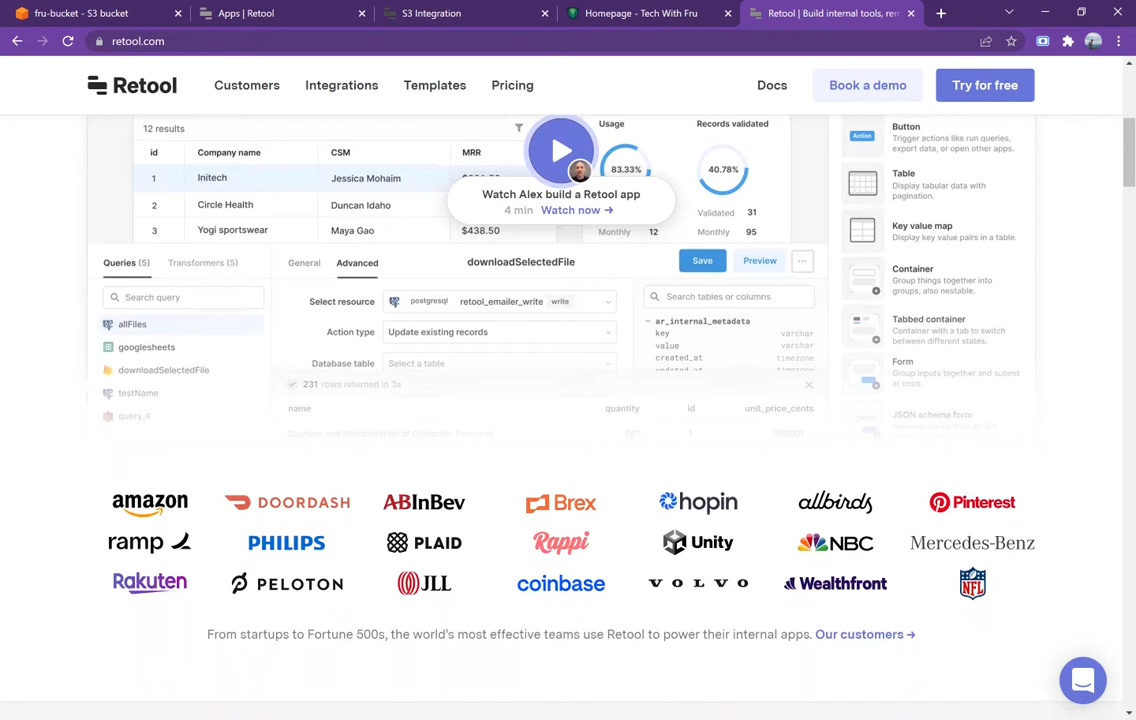 fru-bucket - S3 bucket
Apps | Retool
S3 Integration
Homepage - Tech With Fru
Retool | Build internal tools, rem
retool.com
Retool
Customers
Integrations
Templates
Pricing
Docs
Book a demo
Try for free
12 results
id
Company name
CSM
MRR
1
Initech
Jessica Mohaim
2
Circle Health
Duncan Idaho
3
Yogi sportswear
Maya Gao
$438.50
Watch Alex build a Retool app
4 min Watch now →
Usage
Records validated
83.33%
40.78%
Validated 31
Monthly 12
Monthly 95
Action
Button
Trigger actions like run queries,
export data, or open other apps.
Table
Display tabular data with
pagination.
Key value map
Display key value pairs in a table.
Container
Group things together into
groups, also nestable.
Tabbed container
Container with a tab to switch
between different states.
Form
Group inputs together and submit
at once.
JSON schema form
Queries (5)
Transformers (5)
Search query
allFiles
googlesheets
downloadSelectedFile
testName
query_4
General
Advanced
downloadSelectedFile
Save
Preview
Select resource
postgresql
retool_emailer_write
write
Action type
Update existing records
Database table
Select a table
Search tables or columns
ar_internal_metadata
key varchar
value varchar
created_at timezone
updated_at timezone
231 rows returned in 3s
name
quantity
id
unit_price_cents
Structure and Interpretation of Computer Programs
amazon
DOORDASH
ABInBev
Brex
hopin
allbirds
Pinterest
ramp
PHILIPS
PLAID
Rappi
Unity
NBC
Mercedes-Benz
Rakuten
PELOTON
JLL
coinbase
VOLVO
Wealthfront
NFL
From startups to Fortune 500s, the world's most effective teams use Retool to power their internal apps. Our customers →